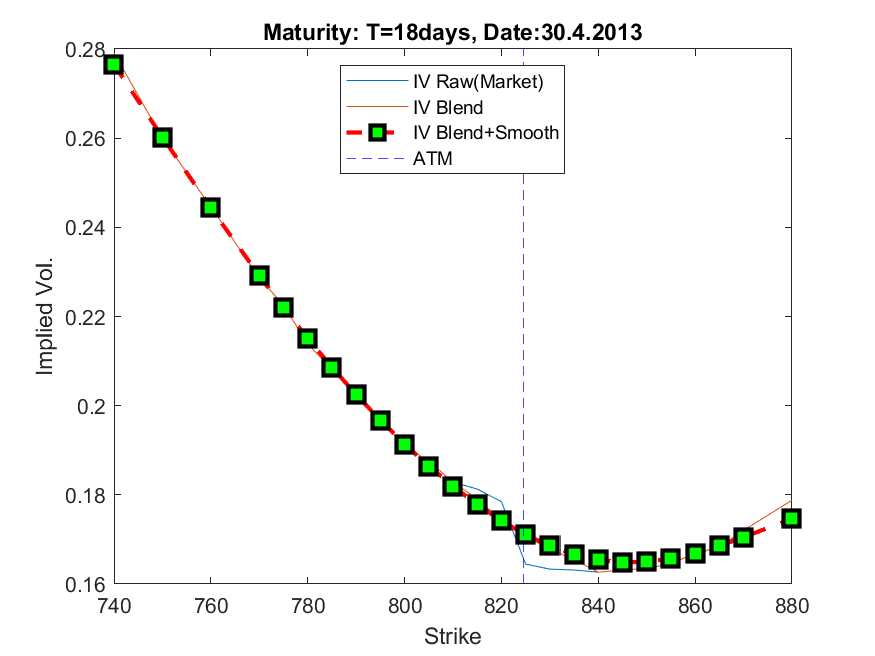 Maturity: T=18days, Date:30.4.2013
IV Raw(Market)
IV Blend
IV Blend+Smooth
ATM
0.28
0.26
0.24
0.22
0.2
0.18
0.16
Implied Vol.
740 760 780 800 820 840 860 880
Strike